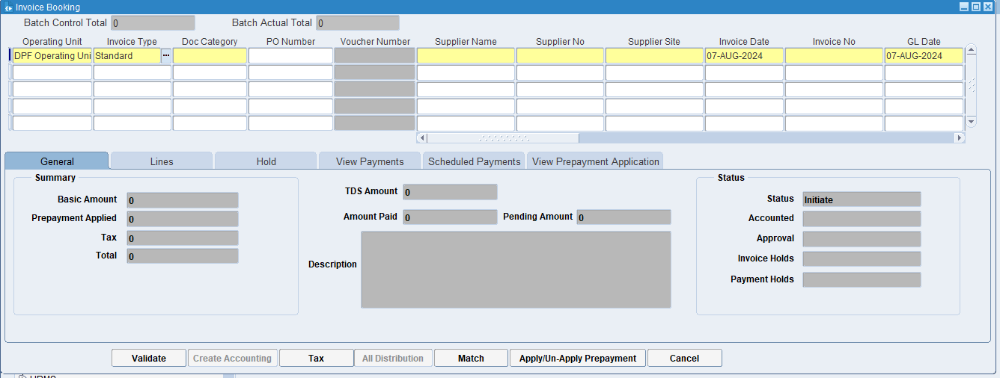 Invoice Booking
Batch Control Total 0 Batch Actual Total 0
Operating Unit Invoice Type Doc Category PO Number Voucher Number Supplier Name Supplier No Supplier Site Invoice Date Invoice No GL Date
DPF Operating Uni Standard ... 07-AUG-2024 07-AUG-2024
General Lines Hold View Payments Scheduled Payments View Prepayment Application
Summary
Basic Amount 0
Prepayment Applied 0
Tax 0
Total 0
TDS Amount 0
Amount Paid 0 Pending Amount 0
Description
Status
Status Initiate
Accounted
Approval
Invoice Holds
Payment Holds
Validate Create Accounting Tax All Distribution Match Apply/Un-Apply Prepayment Cancel